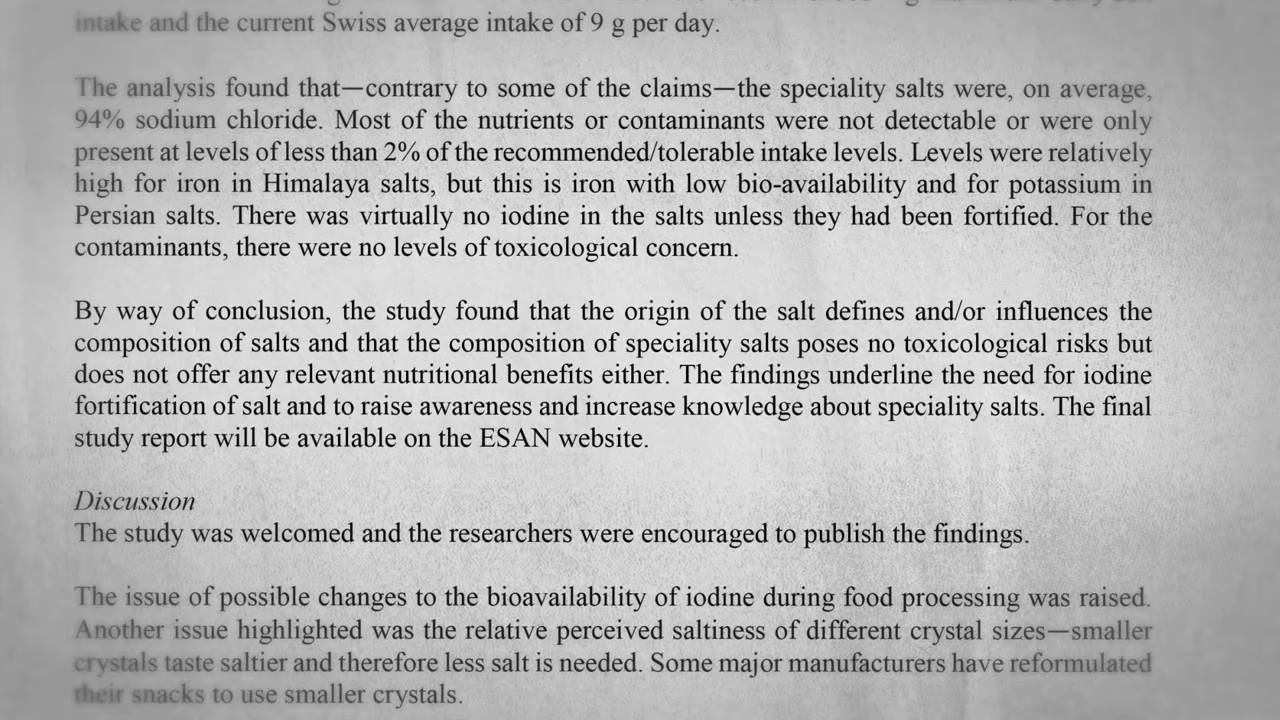 intake and the current Swiss average intake of 9 g per day.
The analysis found that—contrary to some of the claims—the speciality salts were, on average,
94% sodium chloride. Most of the nutrients or contaminants were not detectable or were only
present at levels of less than 2% of the recommended/tolerable intake levels. Levels were relatively
high for iron in Himalaya salts, but this is iron with low bio-availability and for potassium in
Persian salts. There was virtually no iodine in the salts unless they had been fortified. For the
contaminants, there were no levels of toxicological concern.
By way of conclusion, the study found that the origin of the salt defines and/or influences the
composition of salts and that the composition of speciality salts poses no toxicological risks but
does not offer any relevant nutritional benefits either. The findings underline the need for iodine
fortification of salt and to raise awareness and increase knowledge about speciality salts. The final
study report will be available on the ESAN website.
Discussion
The study was welcomed and the researchers were encouraged to publish the findings.
The issue of possible changes to the bioavailability of iodine during food processing was raised.
Another issue highlighted was the relative perceived saltiness of different crystal sizes—smaller
crystals taste saltier and therefore less salt is needed. Some major manufacturers have reformulated
their snacks to use smaller crystals.